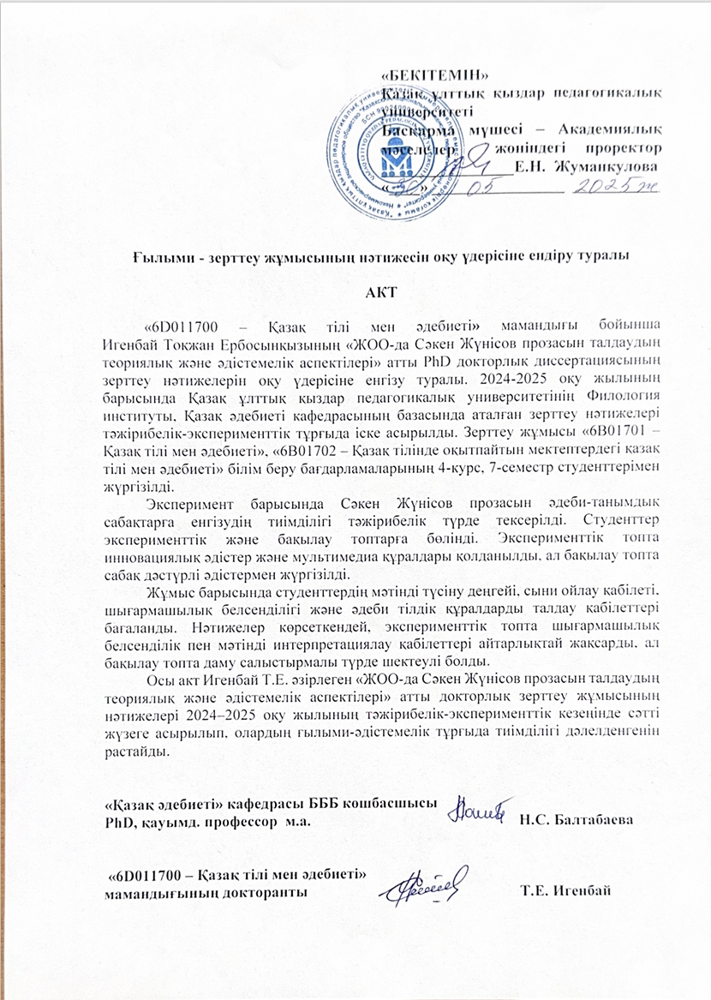 «БЕКІТЕМІН»
Қазақ ұлттық қыздар педагогикалық
университеті
Басқарма мүшесі – Академиялық
мәселелер жөніндегі проректор
Е.Н. Жуманкулова
« » 05 2025 ж
Ғылыми - зерттеу жұмысының нәтижесін оқу үдерісіне ендіру туралы
АКТ
«6D011700 – Қазақ тілі мен әдебиеті» мамандығы бойынша
Игенбай Тоқжан Ербосынқызының «ЖОО-да Сәкен Жүнісов прозасын талдаудың
теориялық және әдістемелік аспектілері» атты PhD докторлық диссертациясының
зерттеу нәтижелерін оқу үдерісіне енгізу туралы. 2024-2025 оқу жылының
барысында Қазақ ұлттық қыздар педагогикалық университетінің Филология
институты, Қазақ әдебиеті кафедрасының базасында аталған зерттеу нәтижелері
тәжірибелік-эксперименттік тұрғыда іске асырылды. Зерттеу жұмысы «6В01701 –
Қазақ тілі мен әдебиеті», «6В01702 – Қазақ тілінде оқытпайтын мектептердегі қазақ
тілі мен әдебиеті» білім беру бағдарламаларының 4-курс, 7-семестр студенттерімен
жүргізілді.
Эксперимент барысында Сәкен Жүнісов прозасын әдеби-танымдық
сабақтарға енгізудің тиімділігі тәжірибелік түрде тексерілді. Студенттер
эксперименттік және бақылау топтарға бөлінді. Эксперименттік топта
инновациялық әдістер және мультимедиа құралдары қолданылды, ал бақылау топта
сабақ дәстүрлі әдістермен жүргізілді.
Жұмыс барысында студенттердің мәтінді түсіну деңгейі, сыни ойлау қабілеті,
шығармашылық белсенділігі және әдеби тілдік құралдарды талдау қабілеттері
бағаланды. Нәтижелер көрсеткендей, эксперименттік топта шығармашылық
белсенділік пен мәтінді интерпретациялау қабілеттері айтарлықтай жақсарды, ал
бақылау топта даму салыстырмалы түрде шектеулі болды.
Осы акт Игенбай Т.Е. әзірлеген «ЖОО-да Сәкен Жүнісов прозасын талдаудың
теориялық және әдістемелік аспектілері» атты докторлық зерттеу жұмысының
нәтижелері 2024–2025 оқу жылының тәжірибелік-эксперименттік кезеңінде сәтті
жүзеге асырылып, олардың ғылыми-әдістемелік тұрғыда тиімділігі дәлелденгенін
растайды.
«Қазақ әдебиеті» кафедрасы БББ көшбасшысы
PhD, қауымд. профессор м.а. Н.С. Балтабаева
«6D011700 – Қазақ тілі мен әдебиеті»
мамандығының докторанты Т.Е. Игенбай